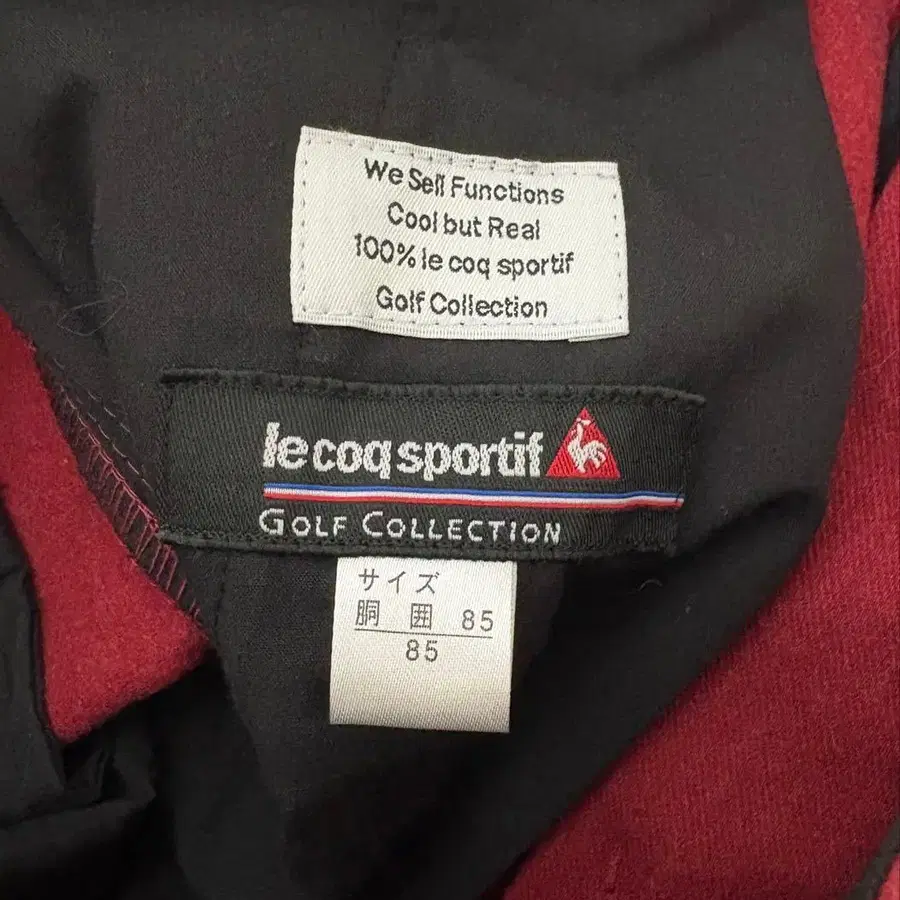 We Sell Functions
Cool but Real
100% le coq sportif
Golf Collection
le coq sportif
GOLF COLLECTION
サイズ
胴 囲 85
85